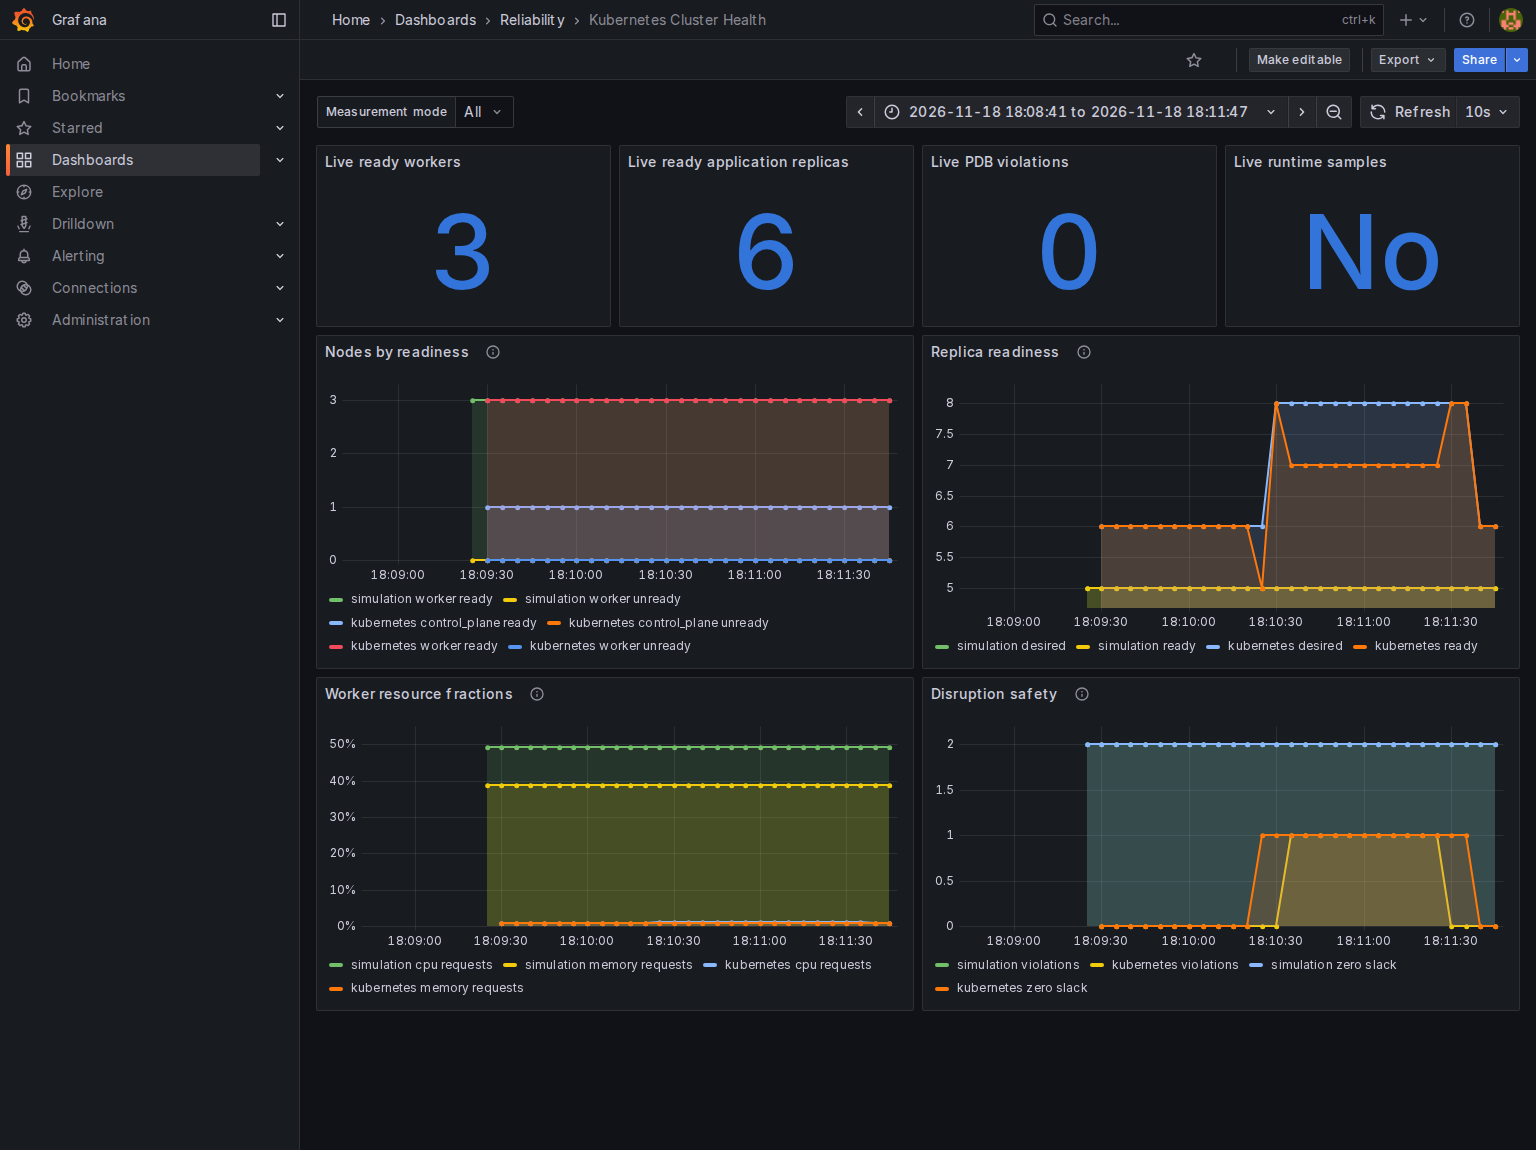 Grafana
Home
Bookmarks
Starred
Dashboards
Explore
Drilldown
Alerting
Connections
Administration
Home › Dashboards › Reliability › Kubernetes Cluster Health
Search... ctrl+k
Make editable Export Share
Measurement mode All
2026-11-18 18:08:41 to 2026-11-18 18:11:47 Refresh 10s
Live ready workers
3
Live ready application replicas
6
Live PDB violations
0
Live runtime samples
No
Nodes by readiness
3
2
1
0
18:09:00 18:09:30 18:10:00 18:10:30 18:11:00 18:11:30
simulation worker ready simulation worker unready
kubernetes control_plane ready kubernetes control_plane unready
kubernetes worker ready kubernetes worker unready
Replica readiness
8
7.5
7
6.5
6
5.5
5
18:09:00 18:09:30 18:10:00 18:10:30 18:11:00 18:11:30
simulation desired simulation ready kubernetes desired kubernetes ready
Worker resource fractions
50%
40%
30%
20%
10%
0%
18:09:00 18:09:30 18:10:00 18:10:30 18:11:00 18:11:30
simulation cpu requests simulation memory requests kubernetes cpu requests
kubernetes memory requests
Disruption safety
2
1.5
1
0.5
0
18:09:00 18:09:30 18:10:00 18:10:30 18:11:00 18:11:30
simulation violations kubernetes violations simulation zero slack
kubernetes zero slack